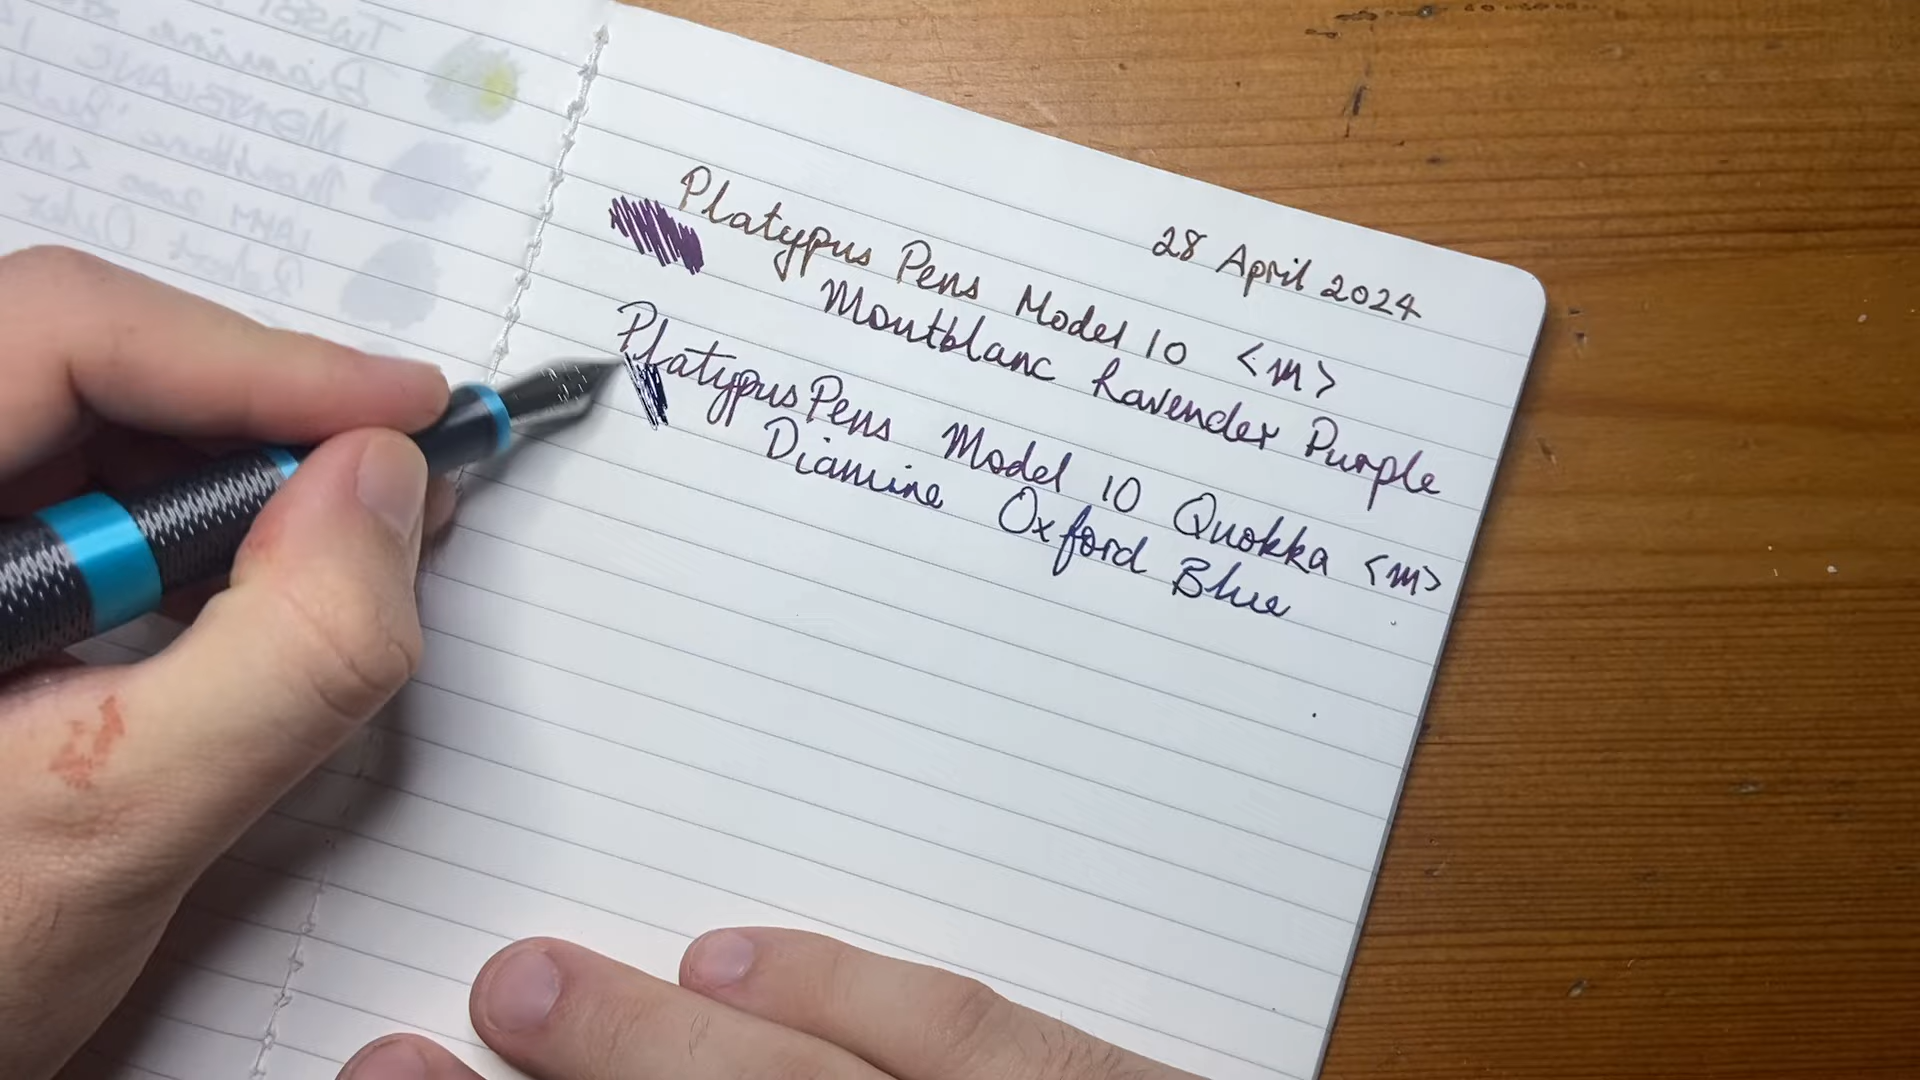 28 April 2024
Platypus Pens Model 10 <m>
Montblanc Lavender Purple
Platypus Pens Model 10 Quokka <m>
Diamine Oxford Blue